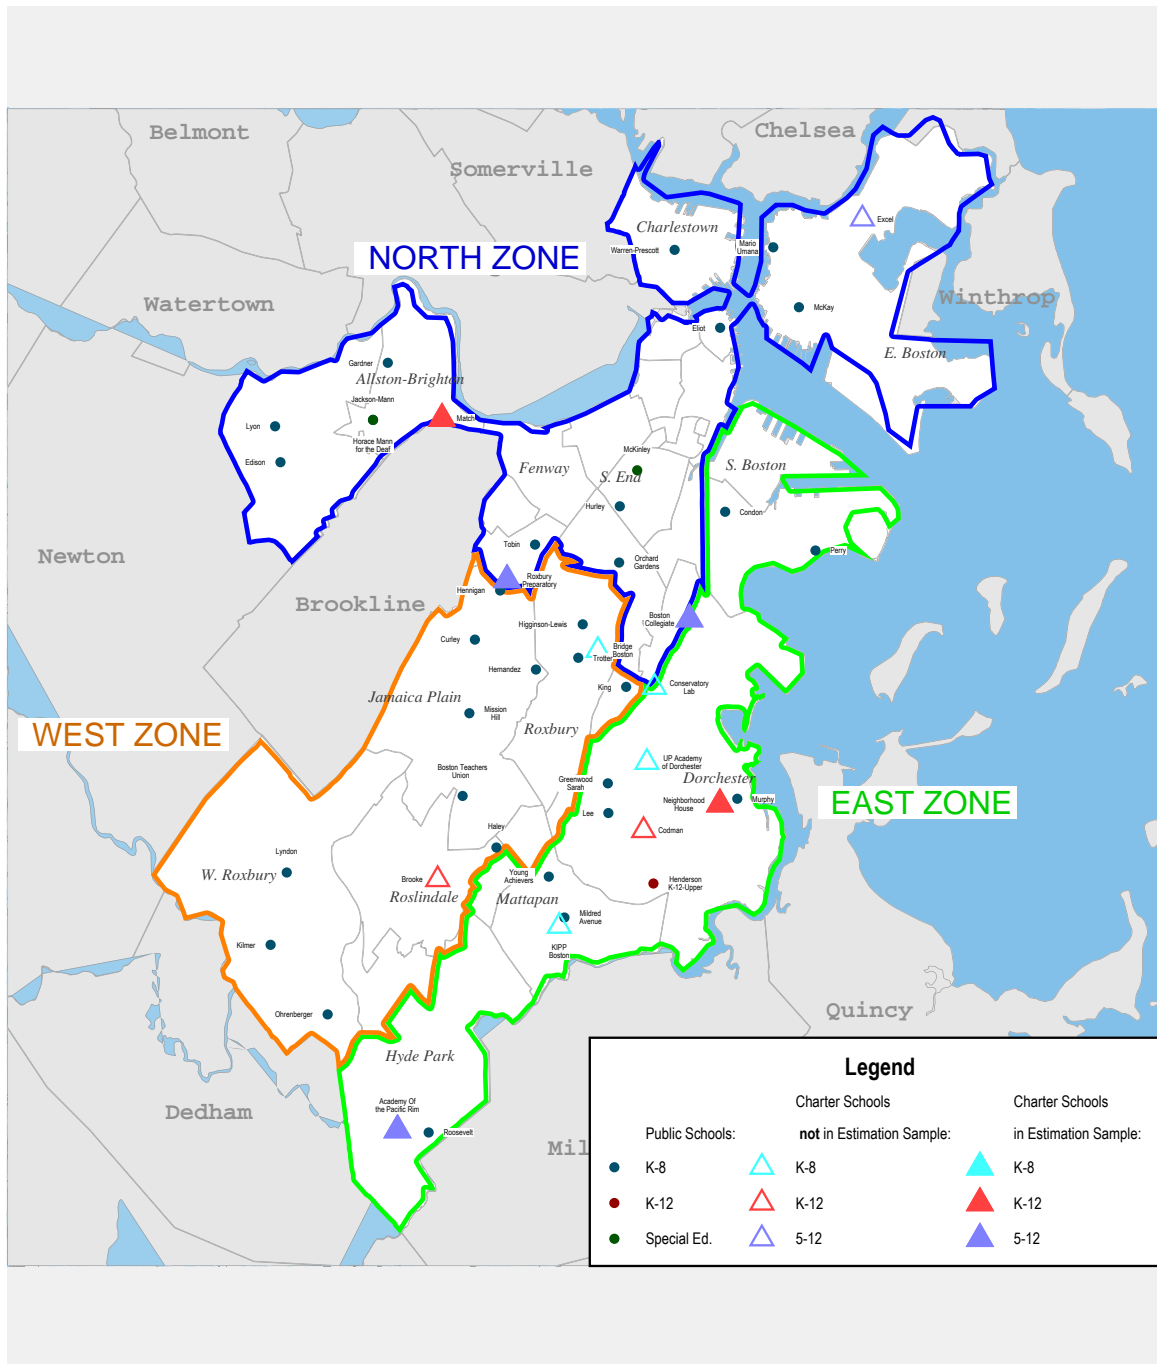 Belmont
Chelsea
Somerville
Charlestown
Excel
Warren-Prescott
Mario
Umana
NORTH ZONE
Watertown
Winthrop
McKay
Eliot
E. Boston
Gardner
Allston-Brighton
Jackson-Mann
Match
Lyon
Horace Mann
for the Deaf
Edison
McKinley
Fenway
S. End
S. Boston
Hurley
Condon
Newton
Tobin
Perry
Orchard
Gardens
Roxbury
Preparatory
Hennigan
Brookline
Boston
Collegiate
Higginson-Lewis
Curley
Bridge
Boston
Trotter
Hernandez
King
Conservatory
Lab
Jamaica Plain
Mission
Hill
Roxbury
WEST ZONE
UP Academy
of Dorchester
Boston Teachers
Union
Greenwood
Sarah
Dorchester
Neighborhood
House
Murphy
EAST ZONE
Lee
Haley
Codman
Lyndon
W. Roxbury
Brooke
Roslindale
Young
Achievers
Mattapan
Henderson
K-12-Upper
Mildred
Avenue
Kilmer
KIPP
Boston
Ohrenberger
Quincy
Hyde Park
Dedham
Academy Of
the Pacific Rim
Roosevelt
Mil
Legend
Charter Schools
Charter Schools
Public Schools:
not in Estimation Sample:
in Estimation Sample:
K-8
K-8
K-8
K-12
K-12
K-12
Special Ed.
5-12
5-12